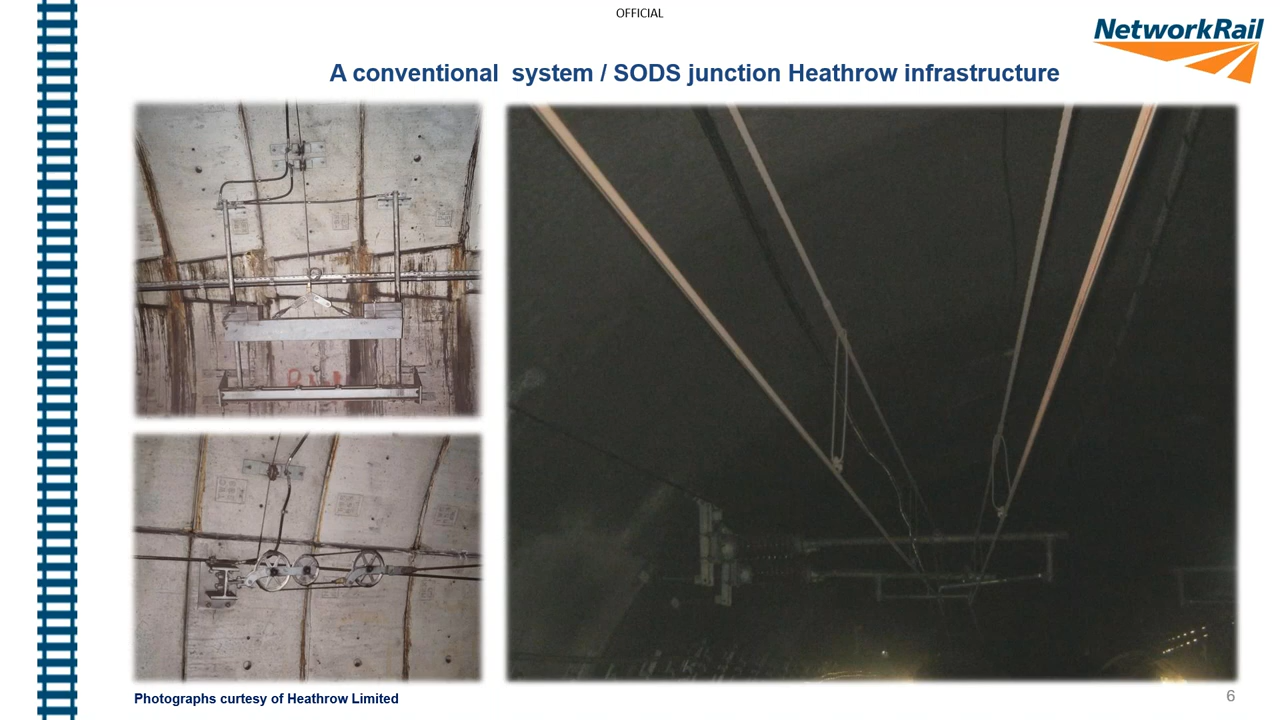 OFFICIAL
NetworkRail
A conventional  system / SODS junction Heathrow infrastructure
Photographs curtesy of Heathrow Limited
6